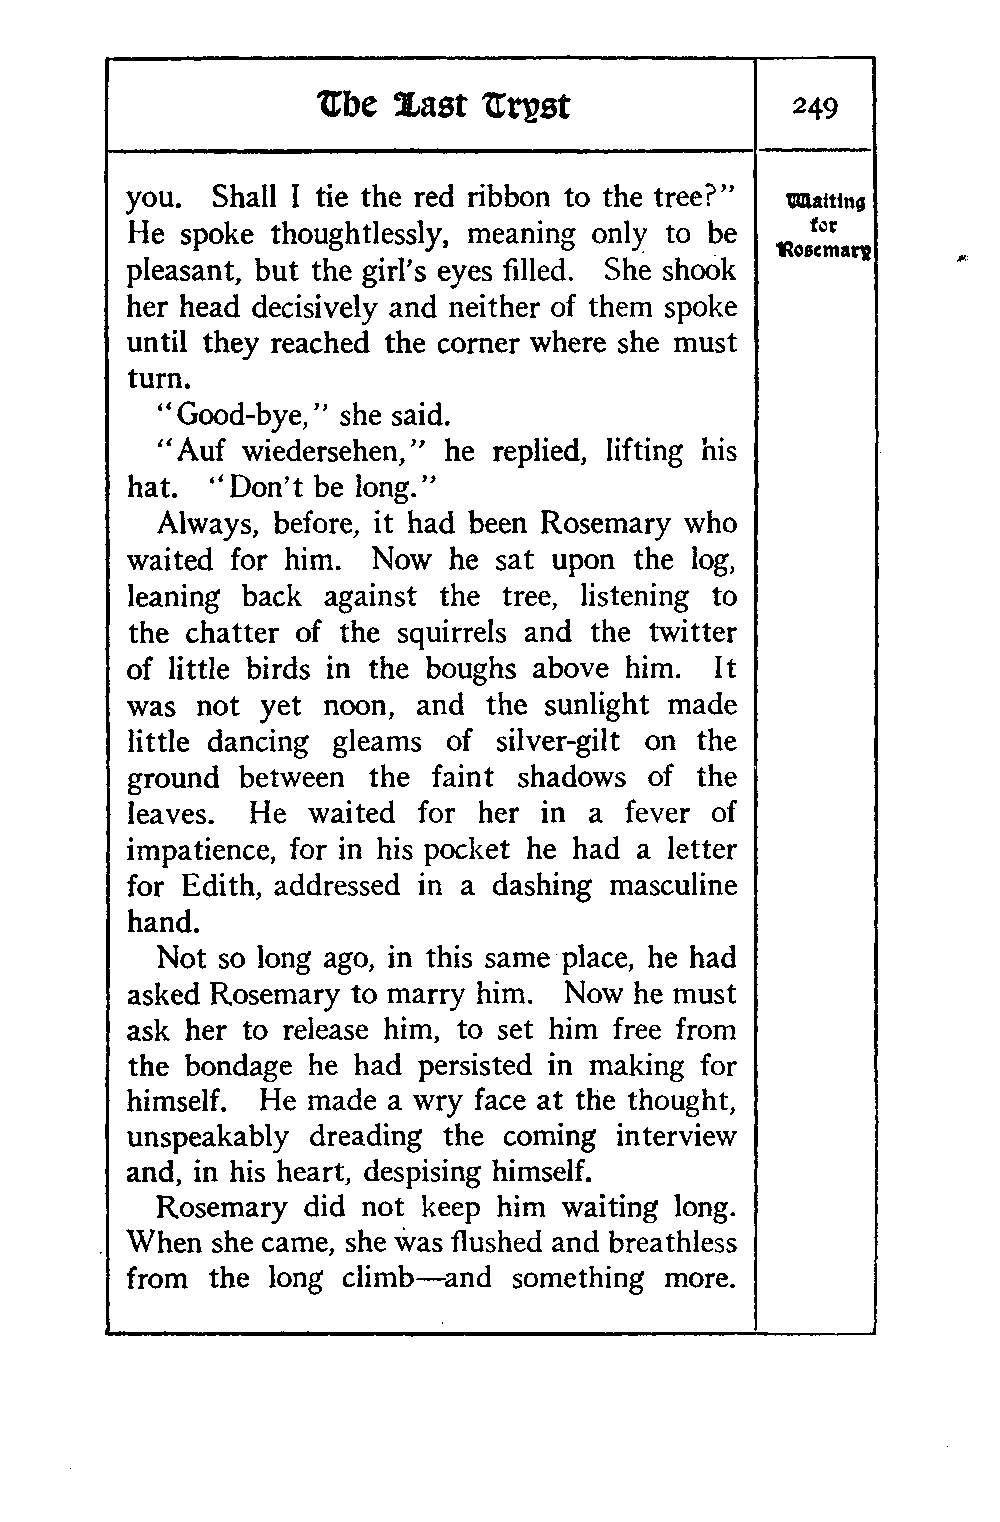 The Last Tryst
249
Waiting
for
Rosemary
you. Shall I tie the red ribbon to the tree?"
He spoke thoughtlessly, meaning only to be
pleasant, but the girl's eyes filled. She shook
her head decisively and neither of them spoke
until they reached the corner where she must
turn.
"Good-bye," she said.
"Auf wiedersehen," he replied, lifting his
hat. "Don't be long."
Always, before, it had been Rosemary who
waited for him. Now he sat upon the log,
leaning back against the tree, listening to
the chatter of the squirrels and the twitter
of little birds in the boughs above him. It
was not yet noon, and the sunlight made
little dancing gleams of silver-gilt on the
ground between the faint shadows of the
leaves. He waited for her in a fever of
impatience, for in his pocket he had a letter
for Edith, addressed in a dashing masculine
hand.
Not so long ago, in this same place, he had
asked Rosemary to marry him. Now he must
ask her to release him, to set him free from
the bondage he had persisted in making for
himself. He made a wry face at the thought,
unspeakably dreading the coming interview
and, in his heart, despising himself.
Rosemary did not keep him waiting long.
When she came, she was flushed and breathless
from the long climb—and something more.